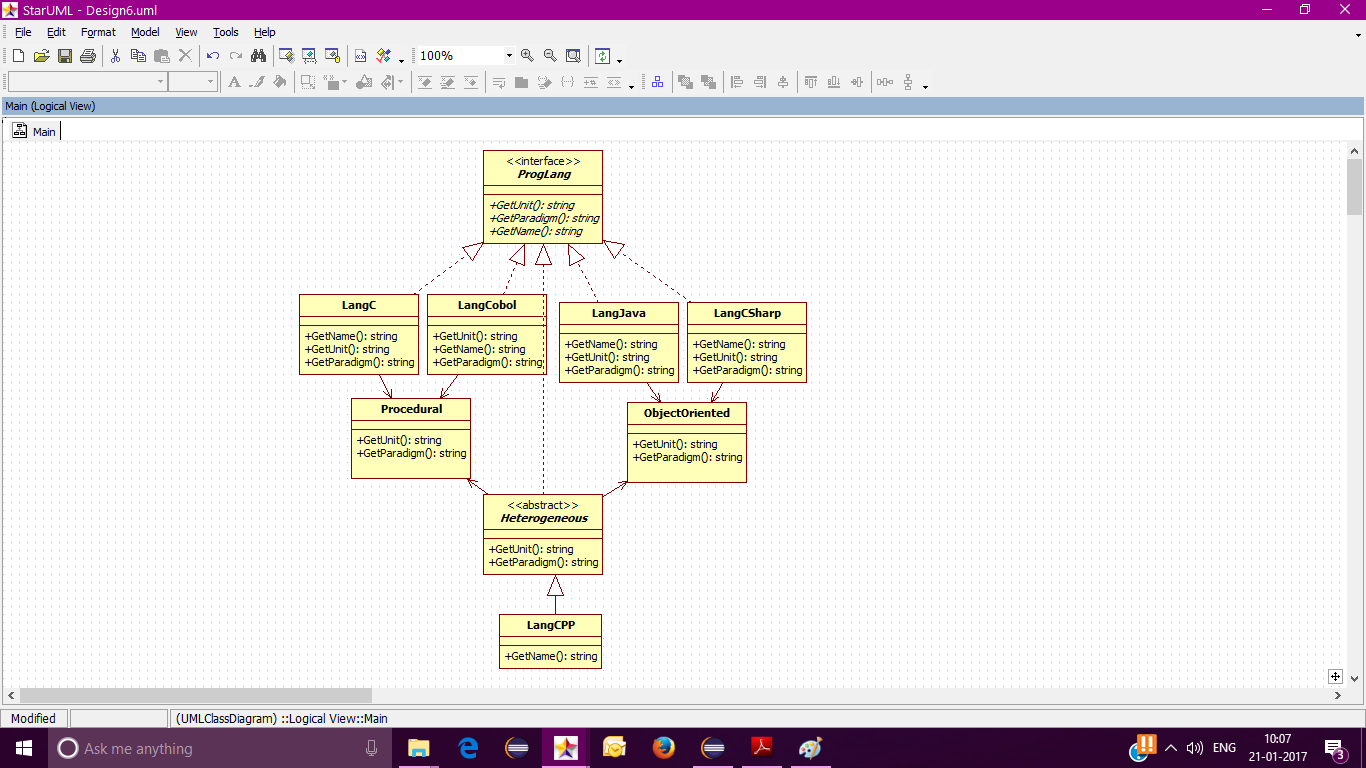 StarUML - Design6.uml
File Edit Format Model View Tools Help
100%
Main (Logical View)
Main
<<interface>>
ProgLang
+GetUnit(): string
+GetParadigm(): string
+GetName(): string
LangC
+GetName(): string
+GetUnit(): string
+GetParadigm(): string
LangCobol
+GetUnit(): string
+GetName(): string
+GetParadigm(): string
LangJava
+GetName(): string
+GetUnit(): string
+GetParadigm(): string
LangCSharp
+GetName(): string
+GetUnit(): string
+GetParadigm(): string
Procedural
+GetUnit(): string
+GetParadigm(): string
ObjectOriented
+GetUnit(): string
+GetParadigm(): string
<<abstract>>
Heterogeneous
+GetUnit(): string
+GetParadigm(): string
LangCPP
+GetName(): string
Modified
(UMLClassDiagram) ::Logical View::Main
Ask me anything
ENG
10:07
21-01-2017
3